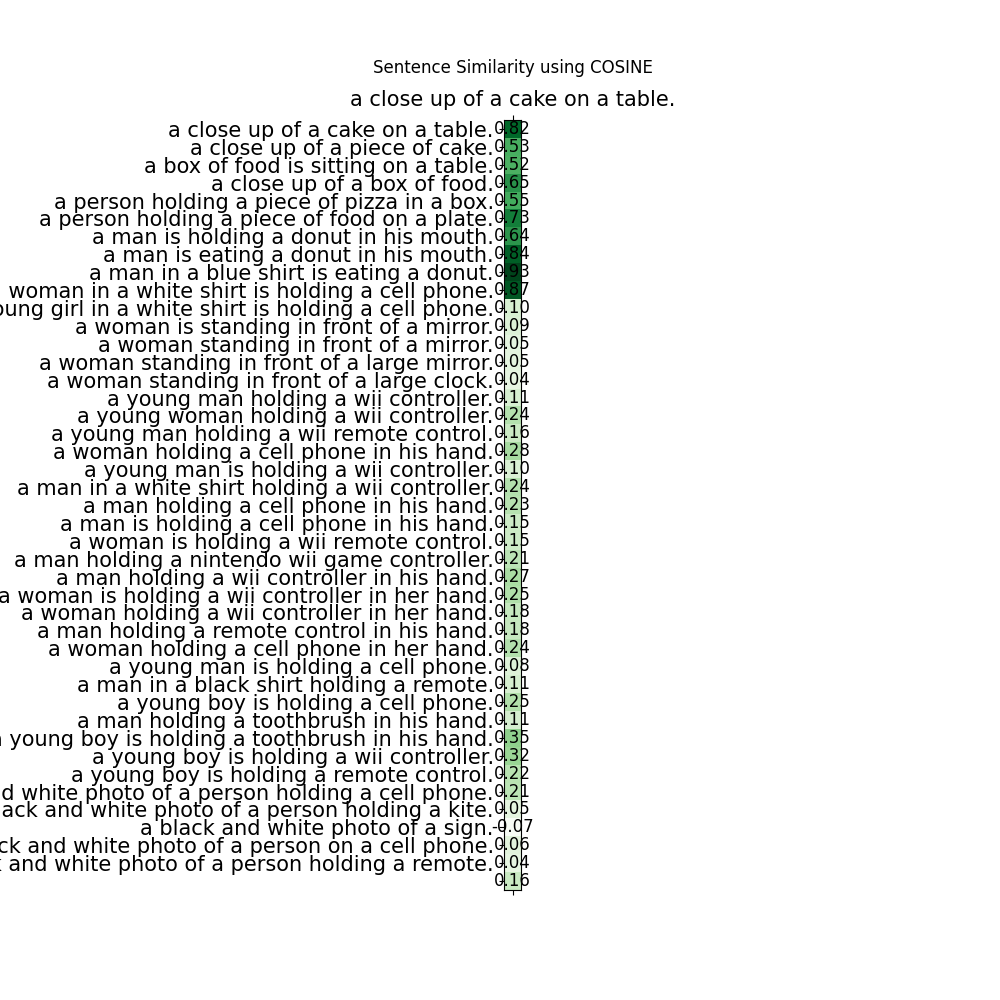 Sentence Similarity using COSINE
a close up of a cake on a table.
a close up of a cake on a table. 0.82
a close up of a piece of cake. 0.53
a box of food is sitting on a table. 0.52
a close up of a box of food. 0.65
a person holding a piece of pizza in a box. 0.55
a person holding a piece of food on a plate. 0.73
a man is holding a donut in his mouth. 0.64
a man is eating a donut in his mouth. 0.84
a man in a blue shirt is eating a donut. 0.93
woman in a white shirt is holding a cell phone. 0.87
girl in a white shirt is holding a cell phone. 0.10
a woman is standing in front of a mirror. 0.09
a woman standing in front of a mirror. 0.05
a woman standing in front of a large mirror. 0.05
a woman standing in front of a large clock. 0.04
a young man holding a wii controller. 0.11
a young woman holding a wii controller. 0.24
a young man holding a wii remote control. 0.16
a woman holding a cell phone in his hand. 0.28
a young man is holding a wii controller. 0.10
a man in a white shirt holding a wii controller. 0.24
a man holding a cell phone in his hand. 0.23
a man is holding a cell phone in his hand. 0.15
a woman is holding a wii remote control. 0.15
a man holding a nintendo wii game controller. 0.21
a man holding a wii controller in his hand. 0.27
a woman is holding a wii controller in her hand. 0.25
a woman holding a wii controller in her hand. 0.18
a man holding a remote control in his hand. 0.18
a woman holding a cell phone in her hand. 0.24
a young man is holding a cell phone. 0.08
a man in a black shirt holding a remote. 0.11
a young boy is holding a cell phone. 0.25
a man holding a toothbrush in his hand. 0.11
young boy is holding a toothbrush in his hand. 0.35
a young boy is holding a wii controller. 0.32
a young boy is holding a remote control. 0.22
white photo of a person holding a cell phone. 0.21
and white photo of a person holding a kite. 0.05
a black and white photo of a sign. -0.07
and white photo of a person on a cell phone. 0.06
and white photo of a person holding a remote. 0.04
0.16